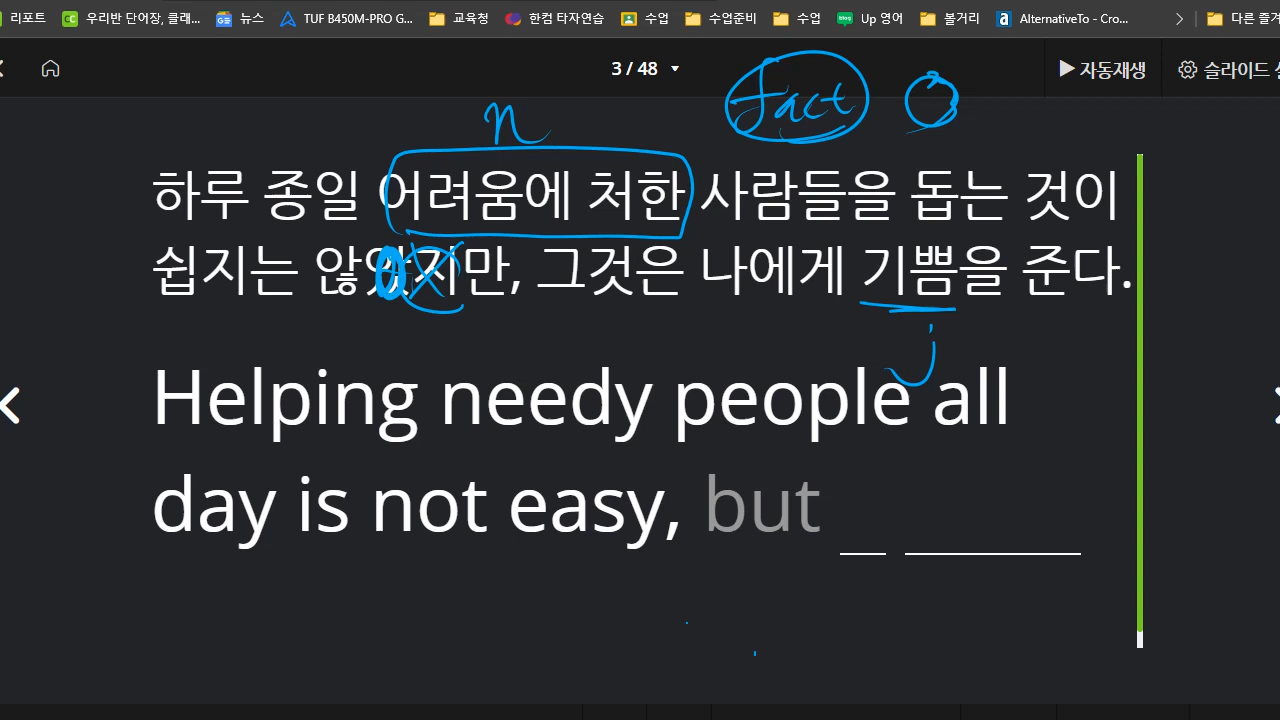 리포트 CC 우리반 단어장, 클래... 뉴스 TUF B450M-PRO G... 교육청 한컴 타자연습 수업 수업준비 수업 Up 영어 볼거리 a AlternativeTo - Cro... 다른 즐겨
3 / 48 자동재생 슬라이드 설
fact
n
하루 종일 어려움에 처한 사람들을 돕는 것이
쉽지는 않았지만, 그것은 나에게 기쁨을 준다.
j
Helping needy people all
day is not easy, but